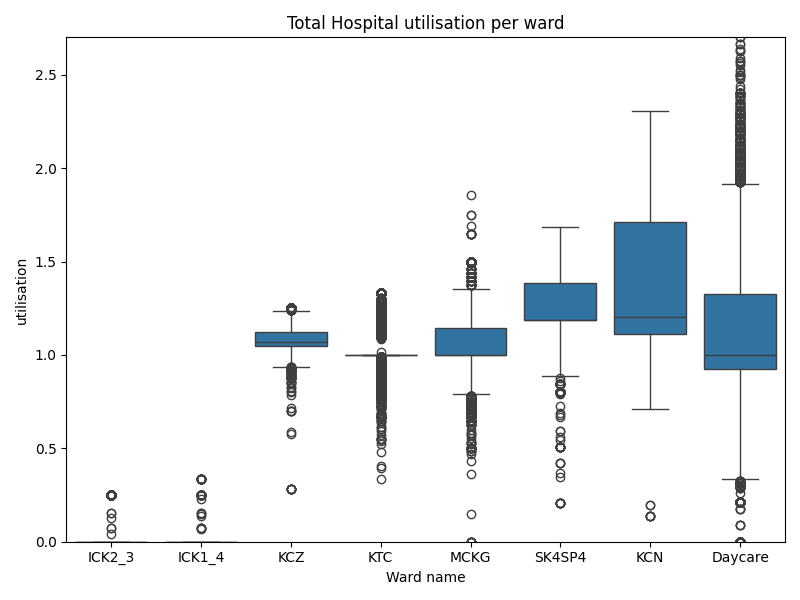 Total Hospital utilisation per ward
utilisation
2.5
2.0
1.5
1.0
0.5
0.0
ICK2_3 ICK1_4 KCZ KTC MCKG SK4SP4 KCN Daycare
Ward name